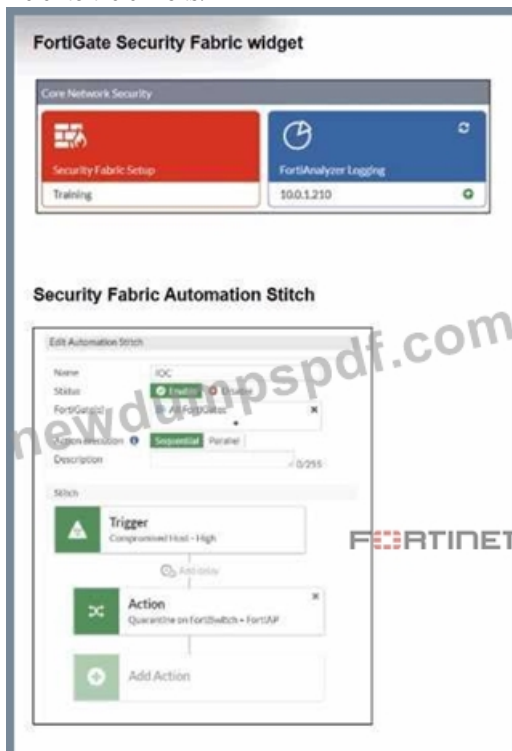 FortiGate Security Fabric widget
Core Network Security
Security Fabric Setup
FortiAnalyzer Logging
Training
10.0.1.210
Security Fabric Automation Stitch
Edit Automation Stitch
Name
IOC
Status
Enable
Disable
FortiGate(s)
All FortiGates
Action execution
Sequential
Parallel
Description
0/255
Stitch
Trigger
Compromised Host - High
Add delay
Action
Quarantine on FortiSwitch + FortiAP
Add Action
newdumpspdf.com
FORTINET